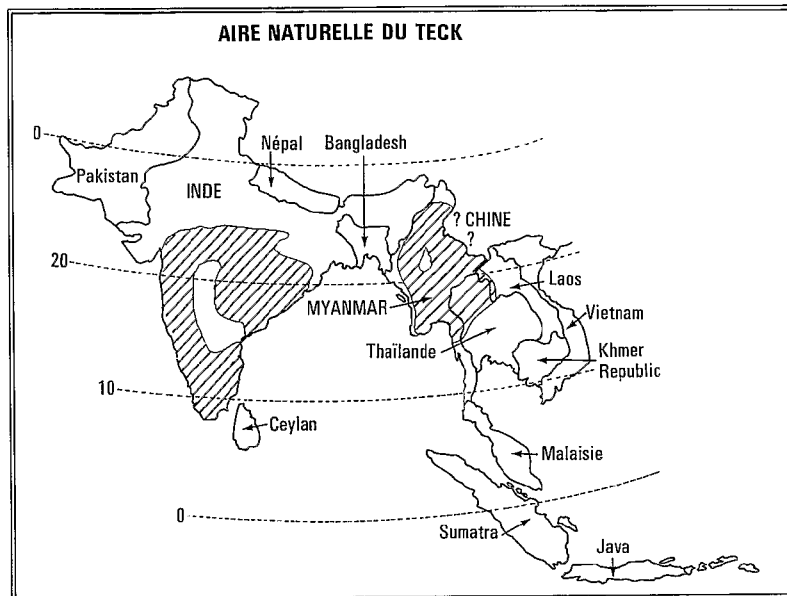 AIRE NATURELLE DU TECK
0
Népal
Bangladesh
Pakistan
INDE
? CHINE
?
20
Laos
MYANMAR
Vietnam
Thaïlande
Khmer
Republic
10
Ceylan
Malaisie
0
Sumatra
Java